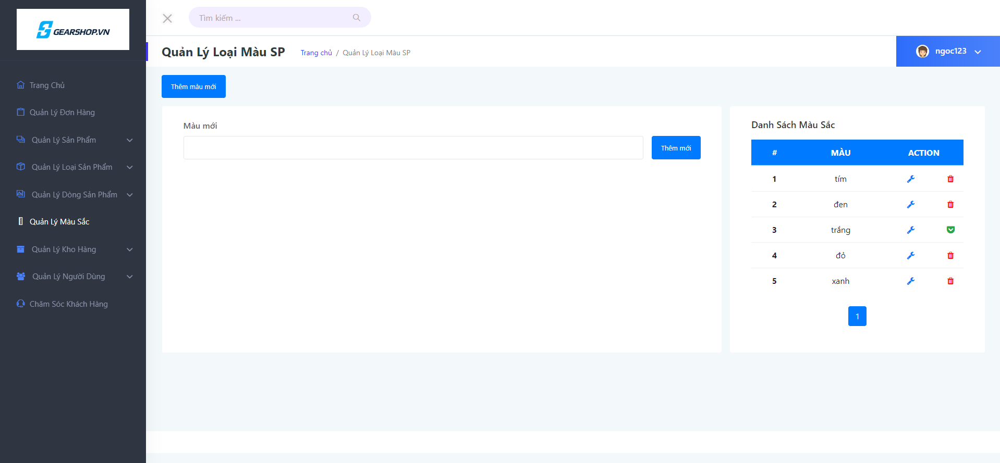 GEARSHOP.VN
Tìm kiếm ...
Quản Lý Loại Màu SP
Trang chủ / Quản Lý Loại Màu SP
ngoc123
Trang Chủ
Quản Lý Đơn Hàng
Quản Lý Sản Phẩm
Quản Lý Loại Sản Phẩm
Quản Lý Dòng Sản Phẩm
Quản Lý Màu Sắc
Quản Lý Kho Hàng
Quản Lý Người Dùng
Chăm Sóc Khách Hàng
Thêm màu mới
Màu mới
Thêm mới
Danh Sách Màu Sắc
# MÀU ACTION
1 tím
2 đen
3 trắng
4 đỏ
5 xanh
1